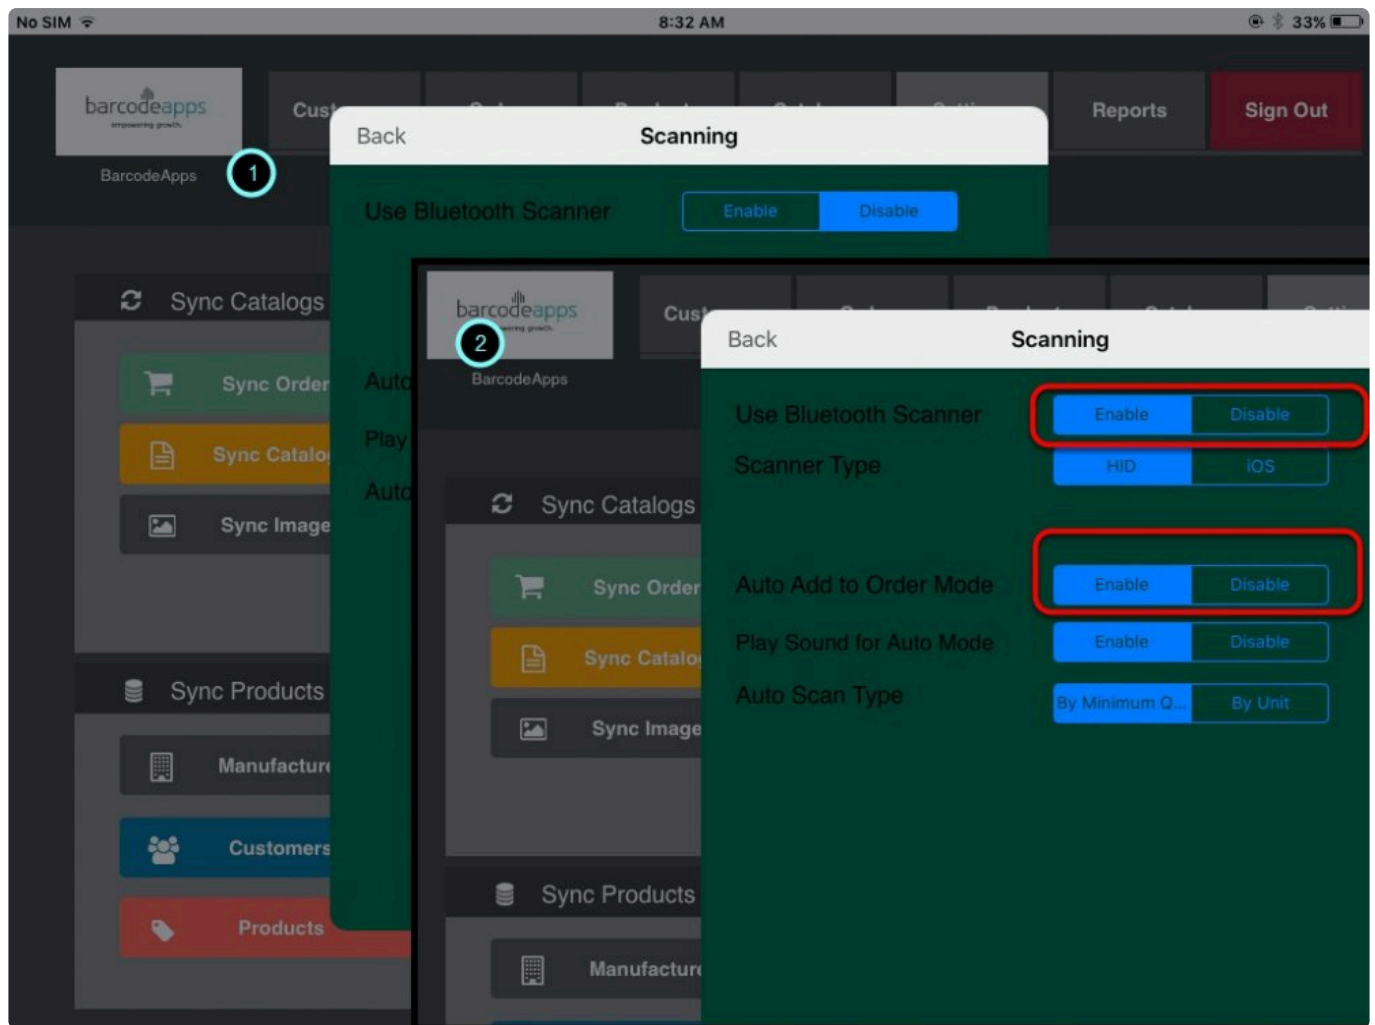 No SIM 8:32 AM 33%
barcodeapps
empowering growth.
Reports Sign Out
Back Scanning
BarcodeApps
1
Use Bluetooth Scanner Enable Disable
Sync Catalogs
Sync Order
Sync Catalo
Sync Image
Auto
Play
Auto
Sync Products
Manufacture
Customers
Products
barcodeapps
2
BarcodeApps
Back Scanning
Use Bluetooth Scanner Enable Disable
Scanner Type HID iOS
Auto Add to Order Mode Enable Disable
Play Sound for Auto Mode Enable Disable
Auto Scan Type By Minimum Q... By Unit
Sync Catalogs
Sync Order
Sync Catalo
Sync Image
Sync Products
Manufacture